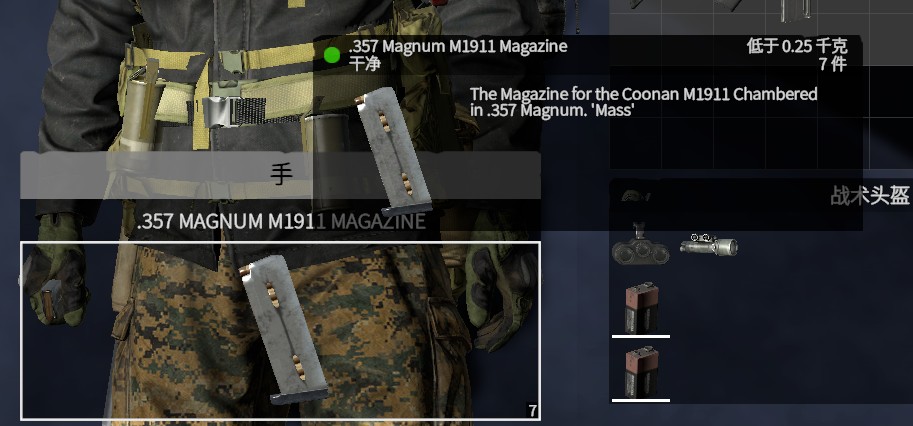 .357 Magnum M1911 Magazine
低于 0.25 千克
干净
7 件
The Magazine for the Coonan M1911 Chambered
in .357 Magnum. 'Mass'
手
战术头盔
.357 MAGNUM M1911 MAGAZINE
7